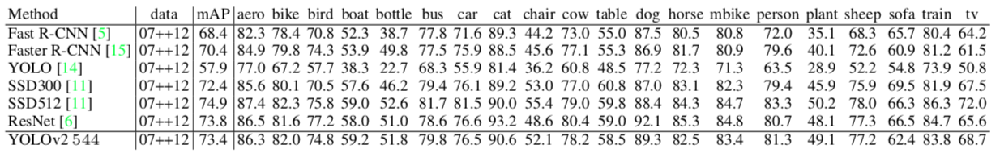 Method data mAP aero bike bird boat bottle bus car cat chair cow table dog horse mbike person plant sheep sofa train tv
Fast R-CNN [5] 07++12 68.4 82.3 78.4 70.8 52.3 38.7 77.8 71.6 89.3 44.2 73.0 55.0 87.5 80.5 80.8 72.0 35.1 68.3 65.7 80.4 64.2
Faster R-CNN [15] 07++12 70.4 84.9 79.8 74.3 53.9 49.8 77.5 75.9 88.5 45.6 77.1 55.3 86.9 81.7 80.9 79.6 40.1 72.6 60.9 81.2 61.5
YOLO [14] 07++12 57.9 77.0 67.2 57.7 38.3 22.7 68.3 55.9 81.4 36.2 60.8 48.5 77.2 72.3 71.3 63.5 28.9 52.2 54.8 73.9 50.8
SSD300 [11] 07++12 72.4 85.6 80.1 70.5 57.6 46.2 79.4 76.1 89.2 53.0 77.0 60.8 87.0 83.1 82.3 79.4 45.9 75.9 69.5 81.9 67.5
SSD512 [11] 07++12 74.9 87.4 82.3 75.8 59.0 52.6 81.7 81.5 90.0 55.4 79.0 59.8 88.4 84.3 84.7 83.3 50.2 78.0 66.3 86.3 72.0
ResNet [6] 07++12 73.8 86.5 81.6 77.2 58.0 51.0 78.6 76.6 93.2 48.6 80.4 59.0 92.1 85.3 84.8 80.7 48.1 77.3 66.5 84.7 65.6
YOLOv2 544 07++12 73.4 86.3 82.0 74.8 59.2 51.8 79.8 76.5 90.6 52.1 78.2 58.5 89.3 82.5 83.4 81.3 49.1 77.2 62.4 83.8 68.7